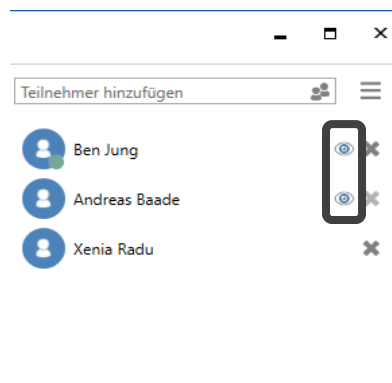 Teilnehmer hinzufügen
Ben Jung
Andreas Baade
Xenia Radu